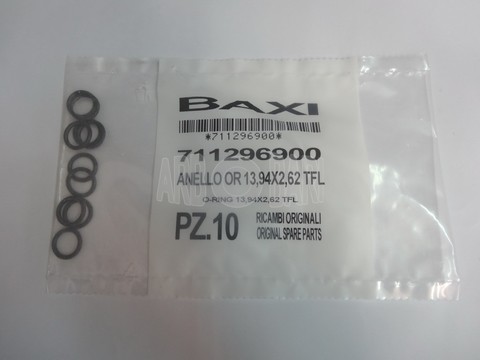 BAXI
*711296900*
711296900
ANELLO OR 13,94X2,62 TFL
O-RING 13,94X2,62 TFL
PZ.10
RICAMBI ORIGINALI
ORIGINAL SPARE PARTS